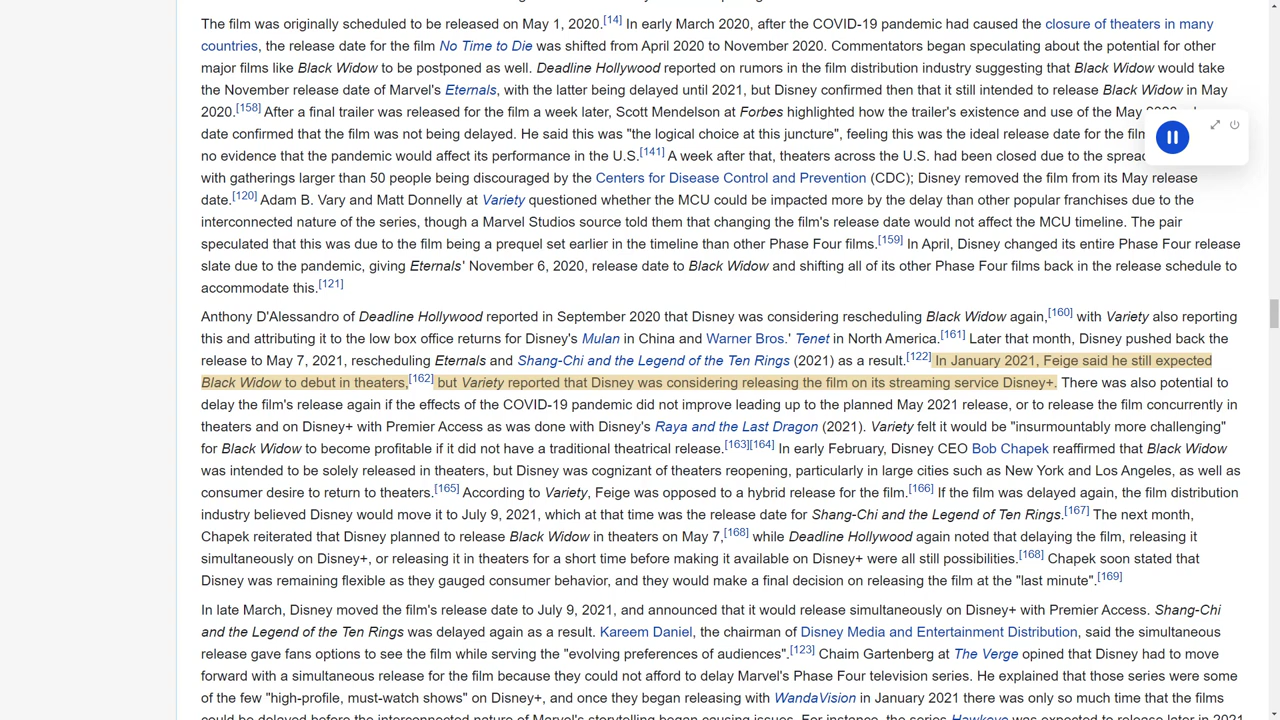 The film was originally scheduled to be released on May 1, 2020.[14] In early March 2020, after the COVID-19 pandemic had caused the closure of theaters in many
countries, the release date for the film No Time to Die was shifted from April 2020 to November 2020. Commentators began speculating about the potential for other
major films like Black Widow to be postponed as well. Deadline Hollywood reported on rumors in the film distribution industry suggesting that Black Widow would take
the November release date of Marvel's Eternals, with the latter being delayed until 2021, but Disney confirmed then that it still intended to release Black Widow in May
2020.[158] After a final trailer was released for the film a week later, Scott Mendelson at Forbes highlighted how the trailer's existence and use of the May
date confirmed that the film was not being delayed. He said this was "the logical choice at this juncture", feeling this was the ideal release date for the
no evidence that the pandemic would affect its performance in the U.S.[141] A week after that, theaters across the U.S. had been closed due to the
with gatherings larger than 50 people being discouraged by the Centers for Disease Control and Prevention (CDC); Disney removed the film from its May release
date.[120] Adam B. Vary and Matt Donnelly at Variety questioned whether the MCU could be impacted more by the delay than other popular franchises due to the
interconnected nature of the series, though a Marvel Studios source told them that changing the film's release date would not affect the MCU timeline. The pair
speculated that this was due to the film being a prequel set earlier in the timeline than other Phase Four films.[159] In April, Disney changed its entire Phase Four release
slate due to the pandemic, giving Eternals' November 6, 2020, release date to Black Widow and shifting all of its other Phase Four films back in the release schedule to
accommodate this.[121]
Anthony D'Alessandro of Deadline Hollywood reported in September 2020 that Disney was considering rescheduling Black Widow again,[160] with Variety also reporting
this and attributing it to the low box office returns for Disney's Mulan in China and Warner Bros.' Tenet in North America.[161] Later that month, Disney pushed back the
release to May 7, 2021, rescheduling Eternals and Shang-Chi and the Legend of the Ten Rings (2021) as a result.[122] In January 2021, Feige said he still expected
Black Widow to debut in theaters,[162] but Variety reported that Disney was considering releasing the film on its streaming service Disney+. There was also potential to
delay the film's release again if the effects of the COVID-19 pandemic did not improve leading up to the planned May 2021 release, or to release the film concurrently in
theaters and on Disney+ with Premier Access as was done with Disney's Raya and the Last Dragon (2021). Variety felt it would be "insurmountably more challenging"
for Black Widow to become profitable if it did not have a traditional theatrical release.[163][164] In early February, Disney CEO Bob Chapek reaffirmed that Black Widow
was intended to be solely released in theaters, but Disney was cognizant of theaters reopening, particularly in large cities such as New York and Los Angeles, as well as
consumer desire to return to theaters.[165] According to Variety, Feige was opposed to a hybrid release for the film.[166] If the film was delayed again, the film distribution
industry believed Disney would move it to July 9, 2021, which at that time was the release date for Shang-Chi and the Legend of Ten Rings.[167] The next month,
Chapek reiterated that Disney planned to release Black Widow in theaters on May 7,[168] while Deadline Hollywood again noted that delaying the film, releasing it
simultaneously on Disney+, or releasing it in theaters for a short time before making it available on Disney+ were all still possibilities.[168] Chapek soon stated that
Disney was remaining flexible as they gauged consumer behavior, and they would make a final decision on releasing the film at the "last minute".[169]
In late March, Disney moved the film's release date to July 9, 2021, and announced that it would release simultaneously on Disney+ with Premier Access. Shang-Chi
and the Legend of the Ten Rings was delayed again as a result. Kareem Daniel, the chairman of Disney Media and Entertainment Distribution, said the simultaneous
release gave fans options to see the film while serving the "evolving preferences of audiences".[123] Chaim Gartenberg at The Verge opined that Disney had to move
forward with a simultaneous release for the film because they could not afford to delay Marvel's Phase Four television series. He explained that those series were some
of the few "high-profile, must-watch shows" on Disney+, and once they began releasing with WandaVision in January 2021 there was only so much time that the films
could be delayed before the interconnected nature of Marvel's storytelling began causing issues. For instance, the series Hawkeye was expected to release later in 2021